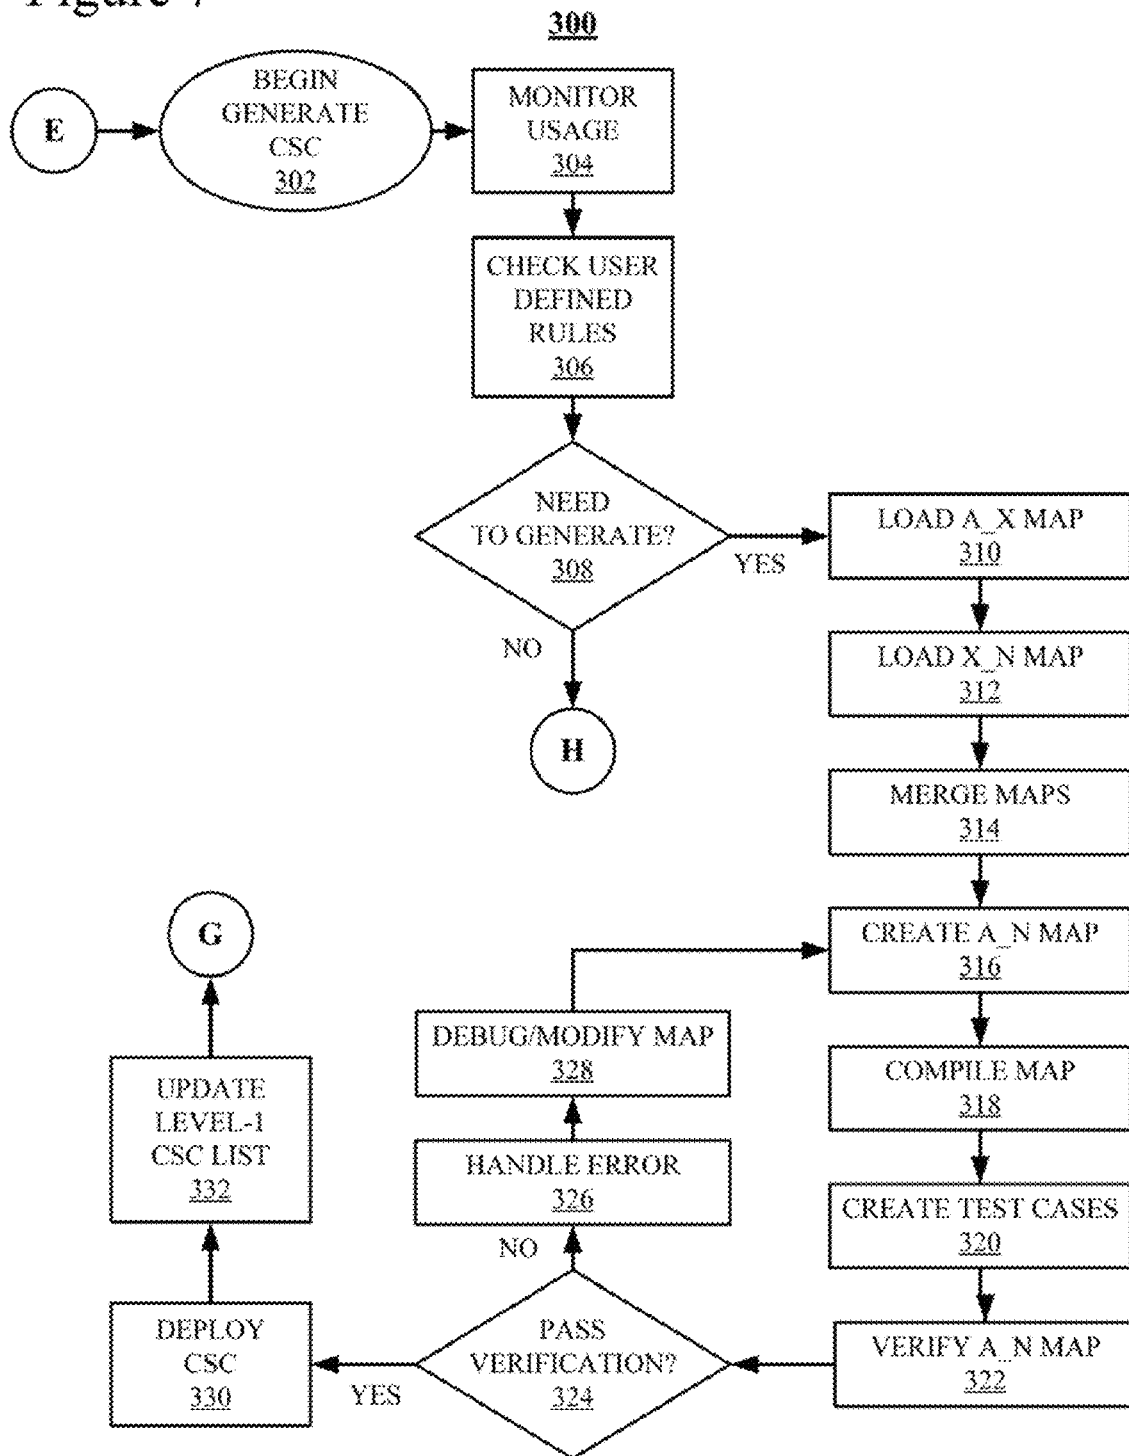 Figure 7
300
E
BEGIN
GENERATE
CSC
302
MONITOR
USAGE
304
CHECK USER
DEFINED
RULES
306
NEED
TO GENERATE?
308
YES
NO
H
LOAD A_X MAP
310
LOAD X_N MAP
312
MERGE MAPS
314
CREATE A_N MAP
316
COMPILE MAP
318
CREATE TEST CASES
320
VERIFY A_N MAP
322
PASS
VERIFICATION?
324
NO
HANDLE ERROR
326
DEBUG/MODIFY MAP
328
YES
DEPLOY
CSC
330
UPDATE
LEVEL-1
CSC LIST
332
G